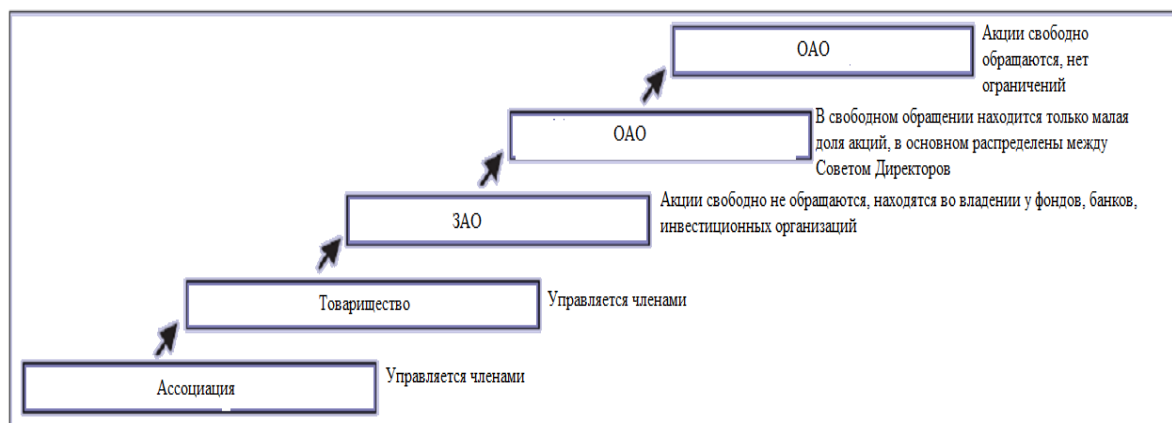 ОАО
Акции свободно
обращаются, нет
ограничений
ОАО
В свободном обращении находится только малая
доля акций, в основном распределены между
Советом Директоров
ЗАО
Акции свободно не обращаются, находятся во владении у фондов, банков,
инвестиционных организаций
Товарищество
Управляется членами
Ассоциация
Управляется членами